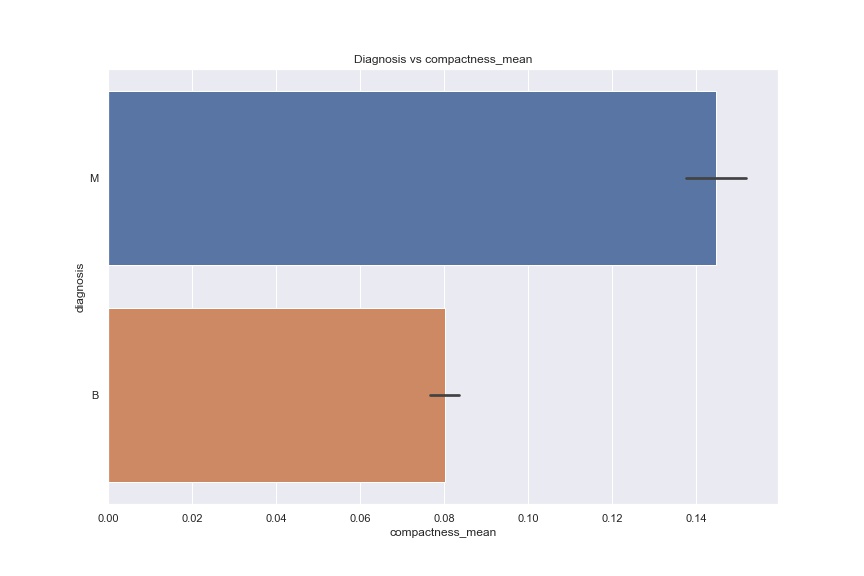 Diagnosis vs compactness_mean
M
B
diagnosis
0.00 0.02 0.04 0.06 0.08 0.10 0.12 0.14
compactness_mean